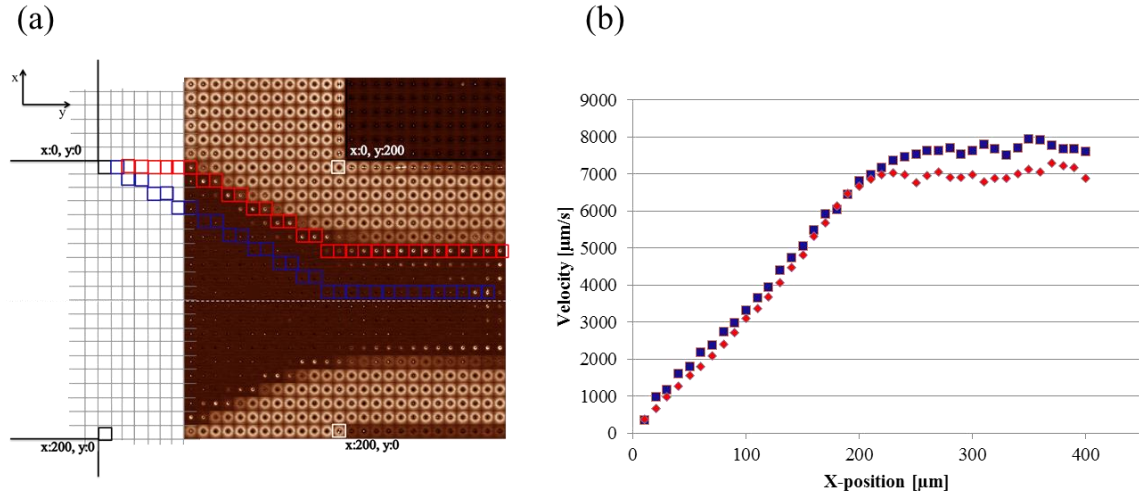 (a)
x
y
x:0, y:0
x:0, y:200
x:200, y:0
x:200, y:0
(b)
9000
8000
7000
6000
5000
4000
3000
2000
1000
0
Velocity [µm/s]
0 100 200 300 400
X-position [µm]